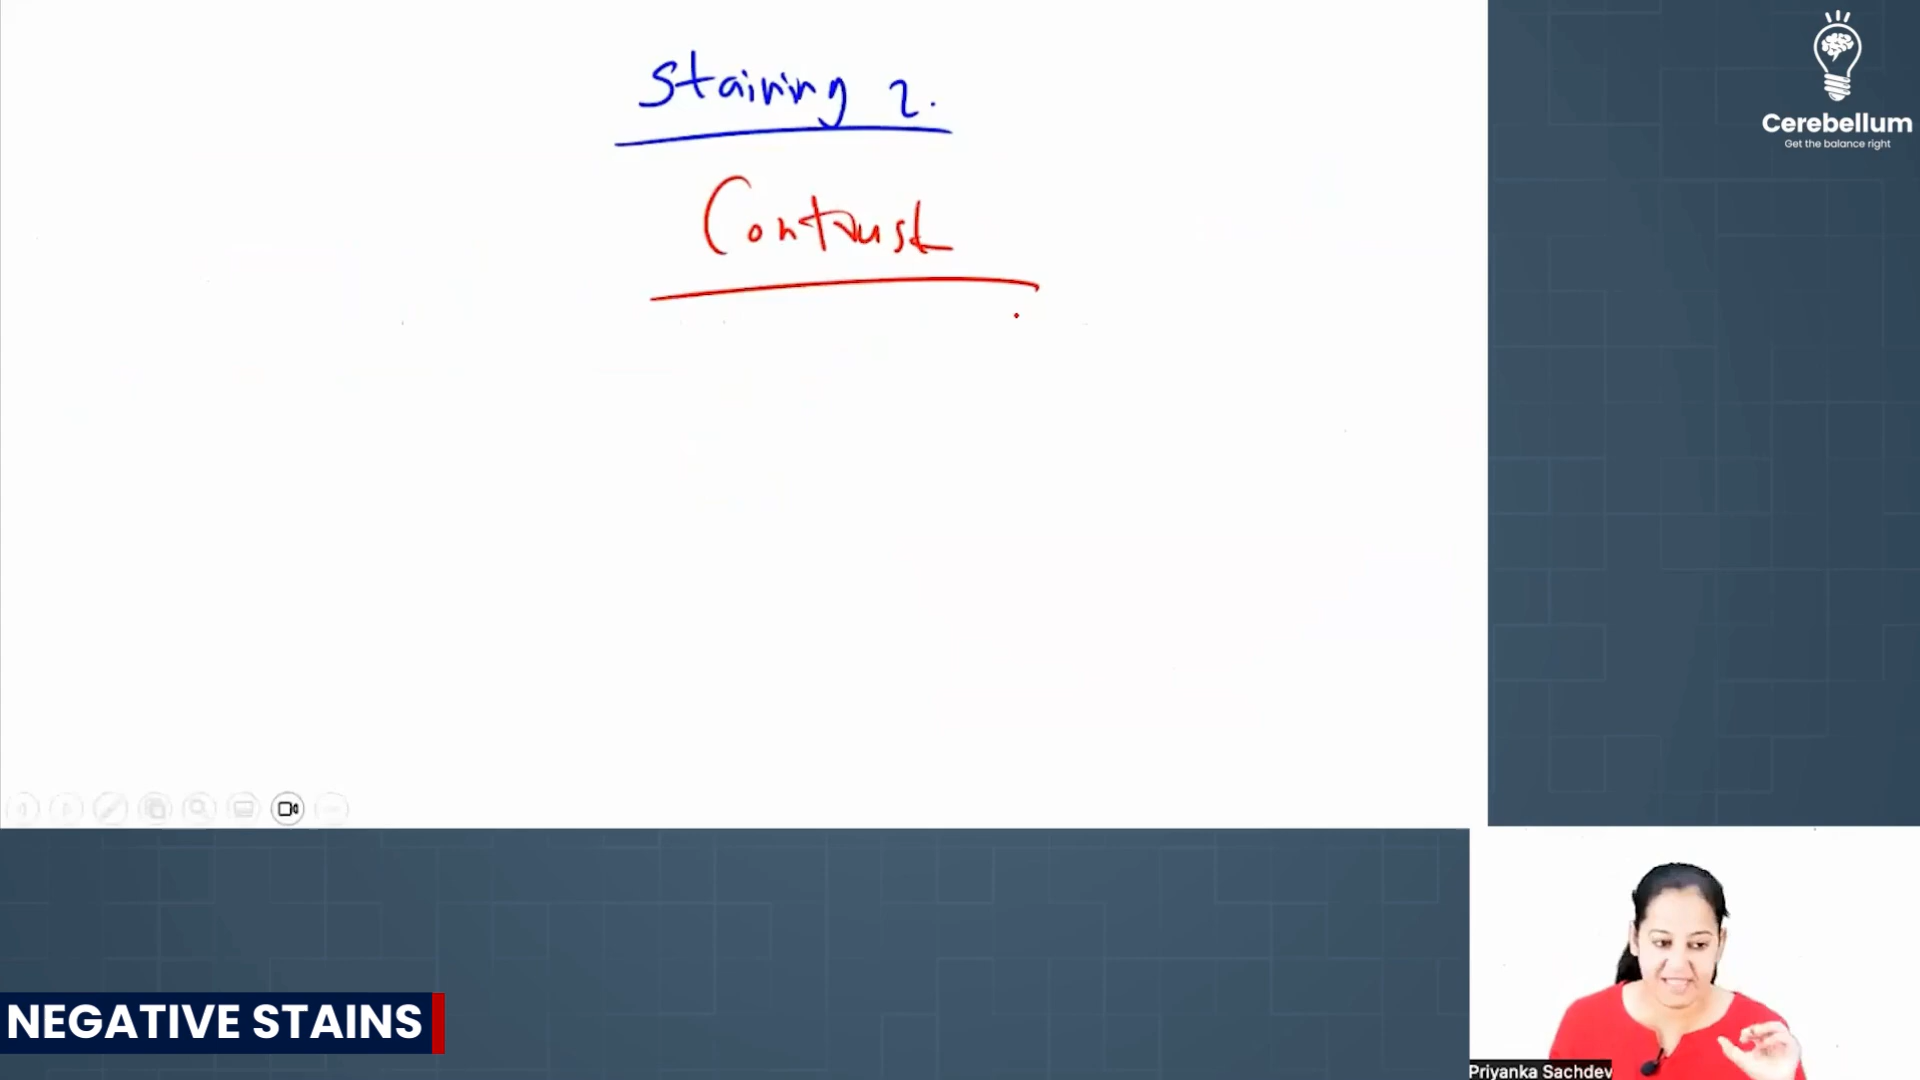 Staining 2.
Contrast
Cerebellum
Get the balance right
NEGATIVE STAINS
Priyanka Sachdev